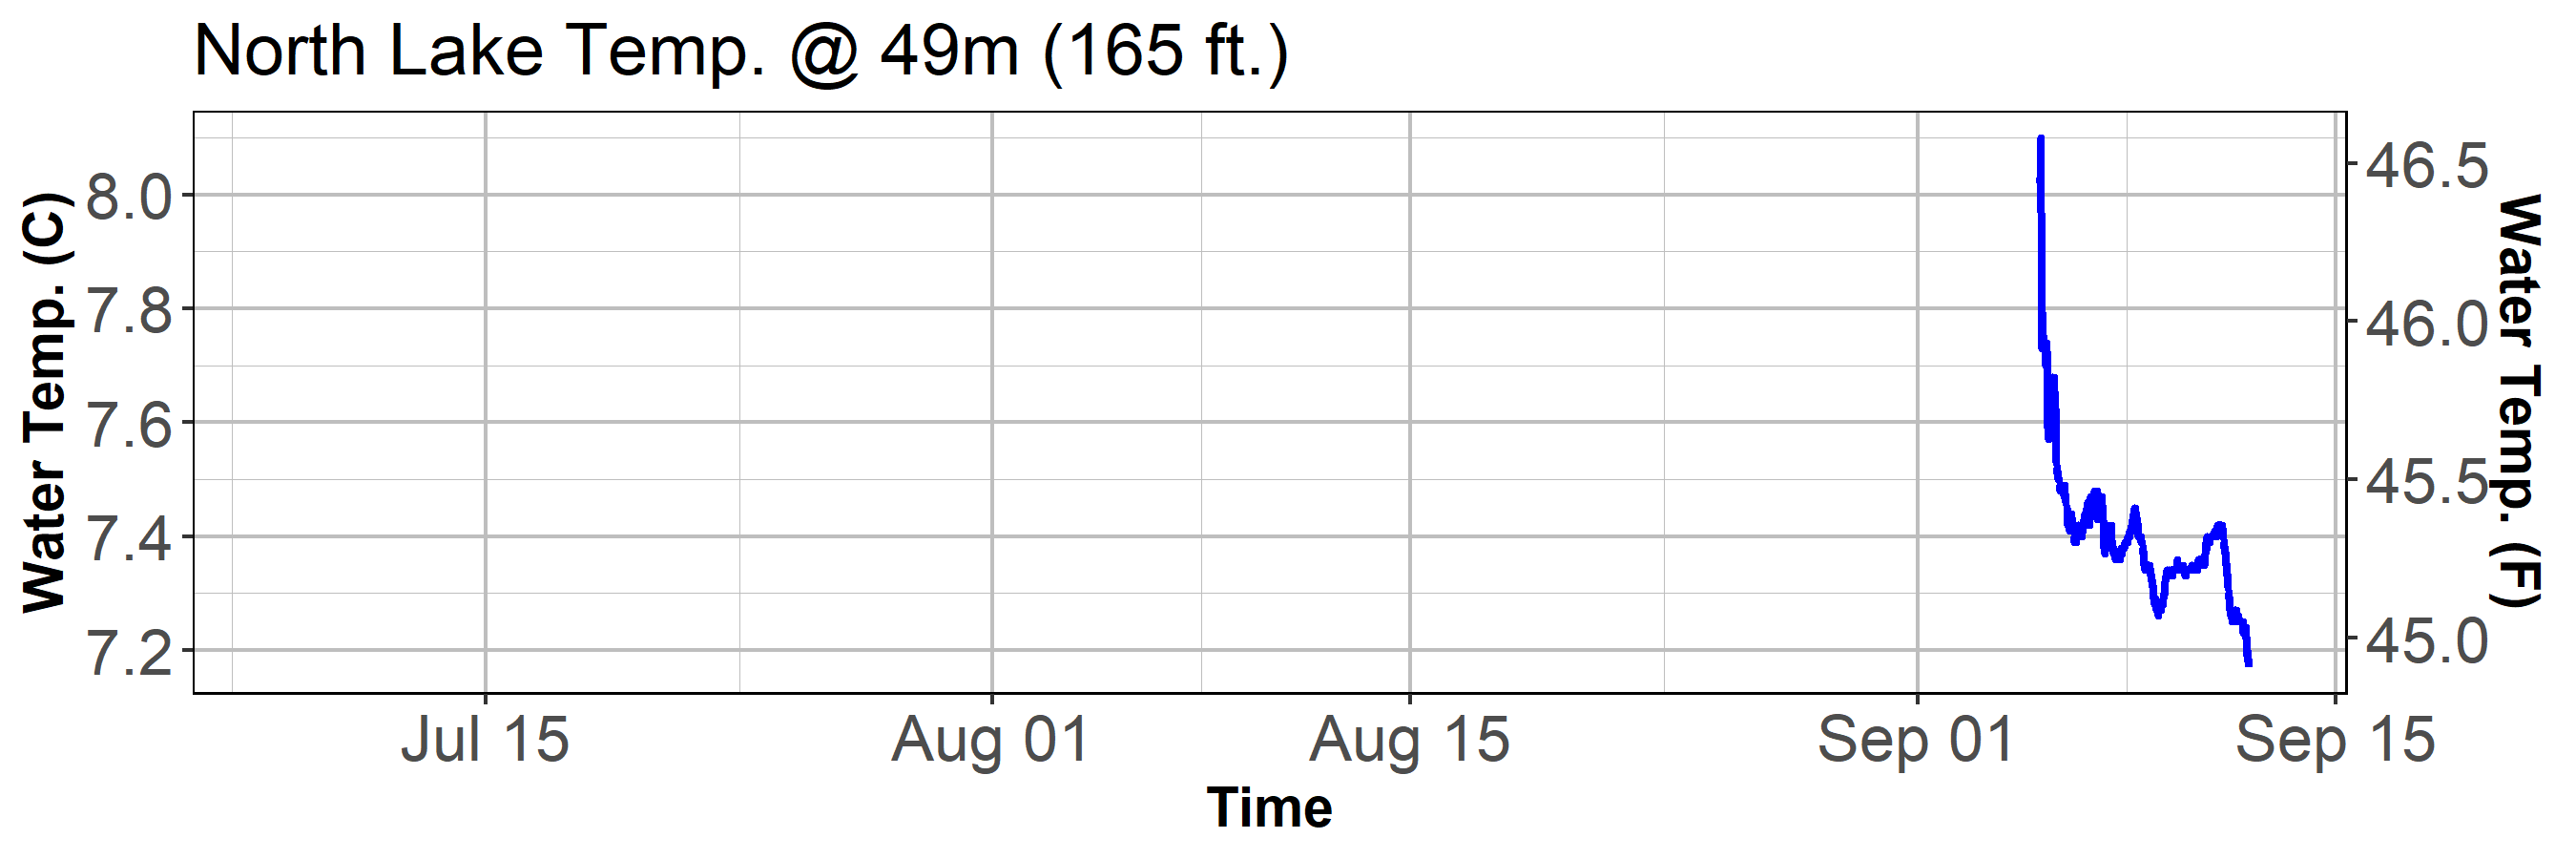 North Lake Temp. @ 49m (165 ft.)
Water Temp. (C)
8.0
7.8
7.6
7.4
7.2
46.5
46.0
45.5
45.0
Water Temp. (F)
Jul 15 Aug 01 Aug 15 Sep 01 Sep 15
Time